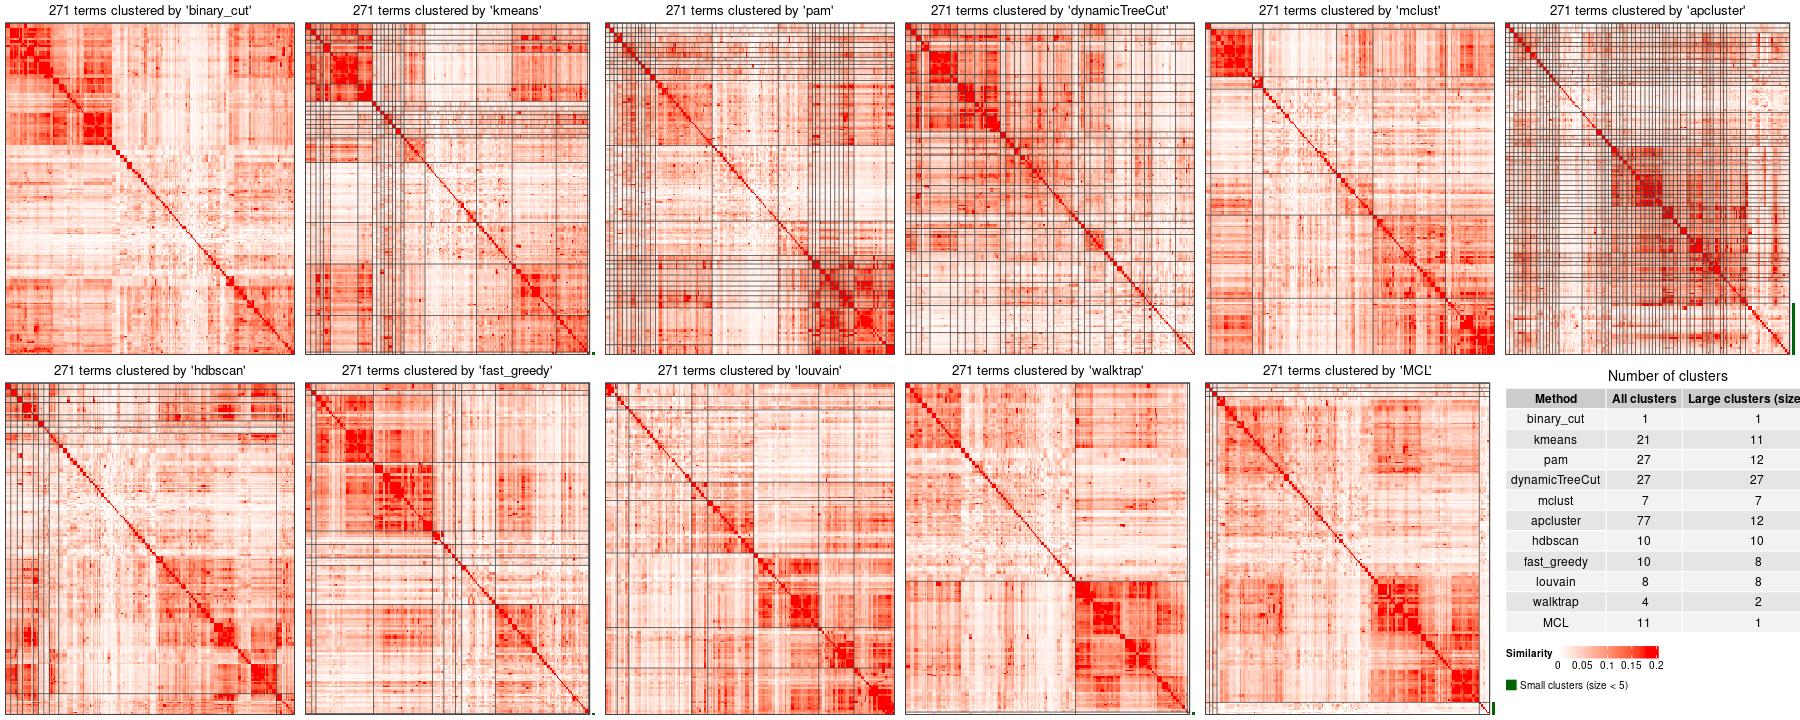 271 terms clustered by 'binary_cut'
271 terms clustered by 'kmeans'
271 terms clustered by 'pam'
271 terms clustered by 'dynamicTreeCut'
271 terms clustered by 'mclust'
271 terms clustered by 'apcluster'
271 terms clustered by 'hdbscan'
271 terms clustered by 'fast_greedy'
271 terms clustered by 'louvain'
271 terms clustered by 'walktrap'
271 terms clustered by 'MCL'
Number of clusters
Method All clusters Large clusters (size
binary_cut 1 1
kmeans 21 11
pam 27 12
dynamicTreeCut 27 27
mclust 7 7
apcluster 77 12
hdbscan 10 10
fast_greedy 10 8
louvain 8 8
walktrap 4 2
MCL 11 1
Similarity
0 0.05 0.1 0.15 0.2
Small clusters (size < 5)